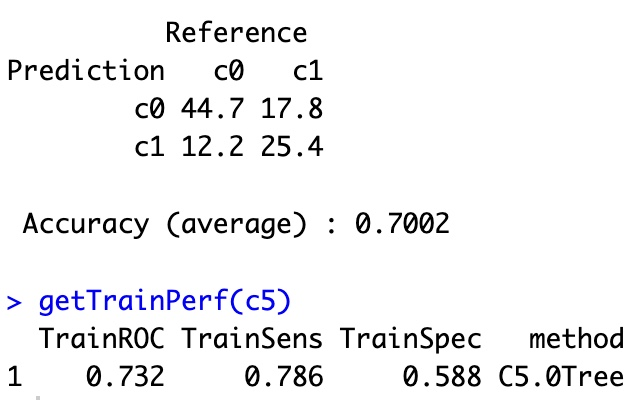 Reference
Prediction c0 c1
c0 44.7 17.8
c1 12.2 25.4
Accuracy (average) : 0.7002
> getTrainPerf(c5)
TrainROC TrainSens TrainSpec method
1 0.732 0.786 0.588 C5.0Tree